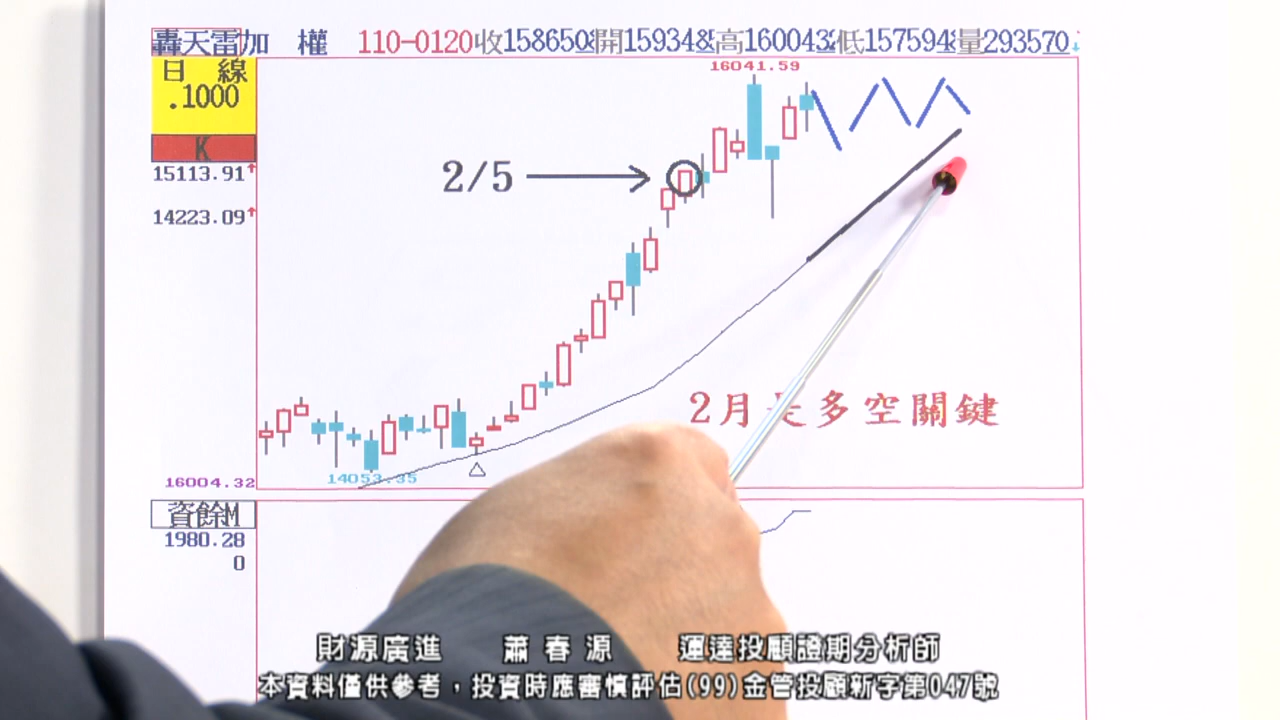 轟天雷加 權 110-0120收1586508開1593485高1600432低157594量293570↓
日 線
.1000
K
15113.91↑
14223.09↑
16041.59
2/5
2月是多空關鍵
16004.32
14053.35
資餘M
1980.28
0
財源廣進 蕭春源 運達投顧證期分析師
本資料僅供參考，投資時應審慎評估(99)金管投顧新字第047號